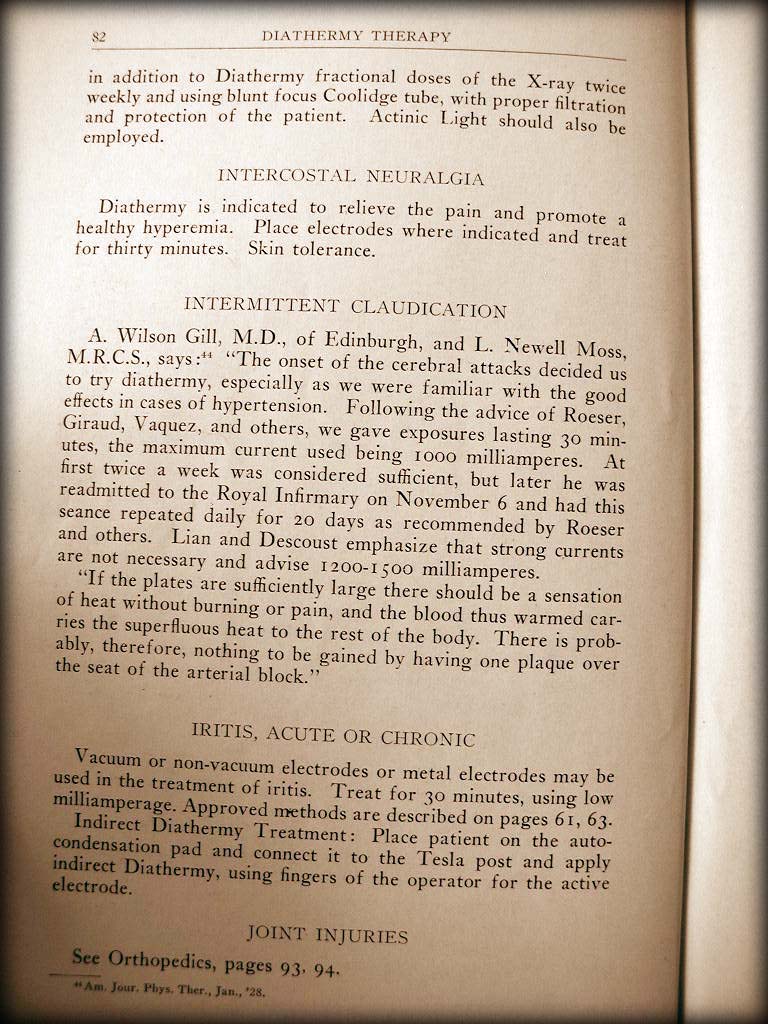 82 DIATHERMY THERAPY
in addition to Diathermy fractional doses of the X-ray twice
weekly and using blunt focus Coolidge tube, with proper filtration
and protection of the patient. Actinic Light should also be
employed.
INTERCOSTAL NEURALGIA
Diathermy is indicated to relieve the pain and promote a
healthy hyperemia. Place electrodes where indicated and treat
for thirty minutes. Skin tolerance.
INTERMITTENT CLAUDICATION
A. Wilson Gill, M.D., of Edinburgh, and L. Newell Moss,
M.R.C.S., says:⁴⁴ “The onset of the cerebral attacks decided us
to try diathermy, especially as we were familiar with the good
effects in cases of hypertension. Following the advice of Roeser,
Giraud, Vaquez, and others, we gave exposures lasting 30 min-
utes, the maximum current used being 1000 milliamperes. At
first twice a week was considered sufficient, but later he was
readmitted to the Royal Infirmary on November 6 and had this
seance repeated daily for 20 days as recommended by Roeser
and others. Lian and Descoust emphasize that strong currents
are not necessary and advise 1200-1500 milliamperes.
“If the plates are sufficiently large there should be a sensation
of heat without burning or pain, and the blood thus warmed car-
ries the superfluous heat to the rest of the body. There is prob-
ably, therefore, nothing to be gained by having one plaque over
the seat of the arterial block.”
IRITIS, ACUTE OR CHRONIC
Vacuum or non-vacuum electrodes or metal electrodes may be
used in the treatment of iritis. Treat for 30 minutes, using low
milliamperage. Approved methods are described on pages 61, 63.
Indirect Diathermy Treatment: Place patient on the auto-
condensation pad and connect it to the Tesla post and apply
indirect Diathermy, using fingers of the operator for the active
electrode.
JOINT INJURIES
See Orthopedics, pages 93, 94.
⁴⁴Am. Jour. Phys. Ther., Jan., '28.